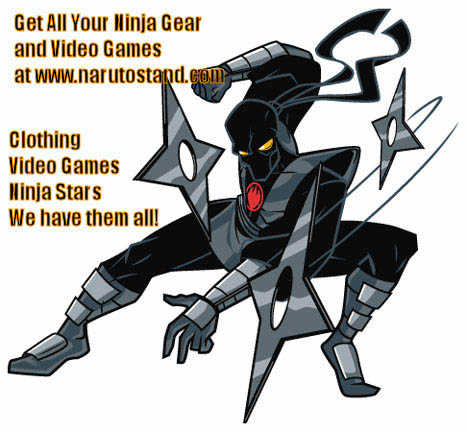 Get All Your Ninja Gear
and Video Games
at www.narutostand.com
Clothing
Video Games
Ninja Stars
We have them all!